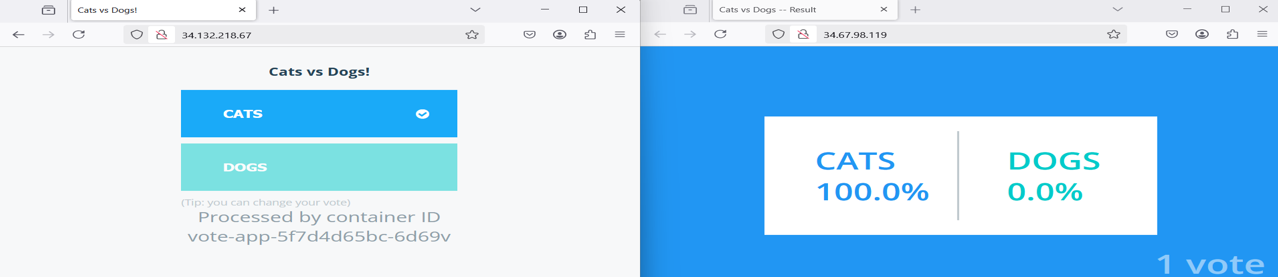 Cats vs Dogs!
34.132.218.67
Cats vs Dogs!
CATS
DOGS
(Tip: you can change your vote)
Processed by container ID
vote-app-5f7d4d65bc-6d69v
Cats vs Dogs -- Result
34.67.98.119
CATS
100.0%
DOGS
0.0%
1 vote